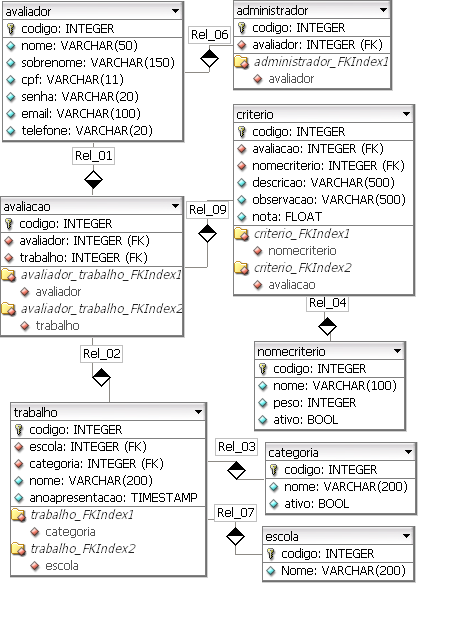 avaliador
codigo: INTEGER
nome: VARCHAR(50)
sobrenome: VARCHAR(150)
cpf: VARCHAR(11)
senha: VARCHAR(20)
email: VARCHAR(100)
telefone: VARCHAR(20)
Rel_06
administrador
codigo: INTEGER
avaliador: INTEGER (FK)
administrador_FKIndex1
avaliador
Rel_01
criterio
codigo: INTEGER
avaliacao: INTEGER (FK)
nomecriterio: INTEGER (FK)
descricao: VARCHAR(500)
observacao: VARCHAR(500)
nota: FLOAT
criterio_FKIndex1
nomecriterio
criterio_FKIndex2
avaliacao
avaliacao
codigo: INTEGER
avaliador: INTEGER (FK)
trabalho: INTEGER (FK)
avaliador_trabalho_FKIndex1
avaliador
avaliador_trabalho_FKIndex2
trabalho
Rel_09
Rel_04
Rel_02
nomecriterio
codigo: INTEGER
nome: VARCHAR(100)
peso: INTEGER
ativo: BOOL
trabalho
codigo: INTEGER
escola: INTEGER (FK)
categoria: INTEGER (FK)
nome: VARCHAR(200)
anoapresentacao: TIMESTAMP
trabalho_FKIndex1
categoria
trabalho_FKIndex2
escola
Rel_03
categoria
codigo: INTEGER
nome: VARCHAR(200)
ativo: BOOL
Rel_07
escola
codigo: INTEGER
Nome: VARCHAR(200)